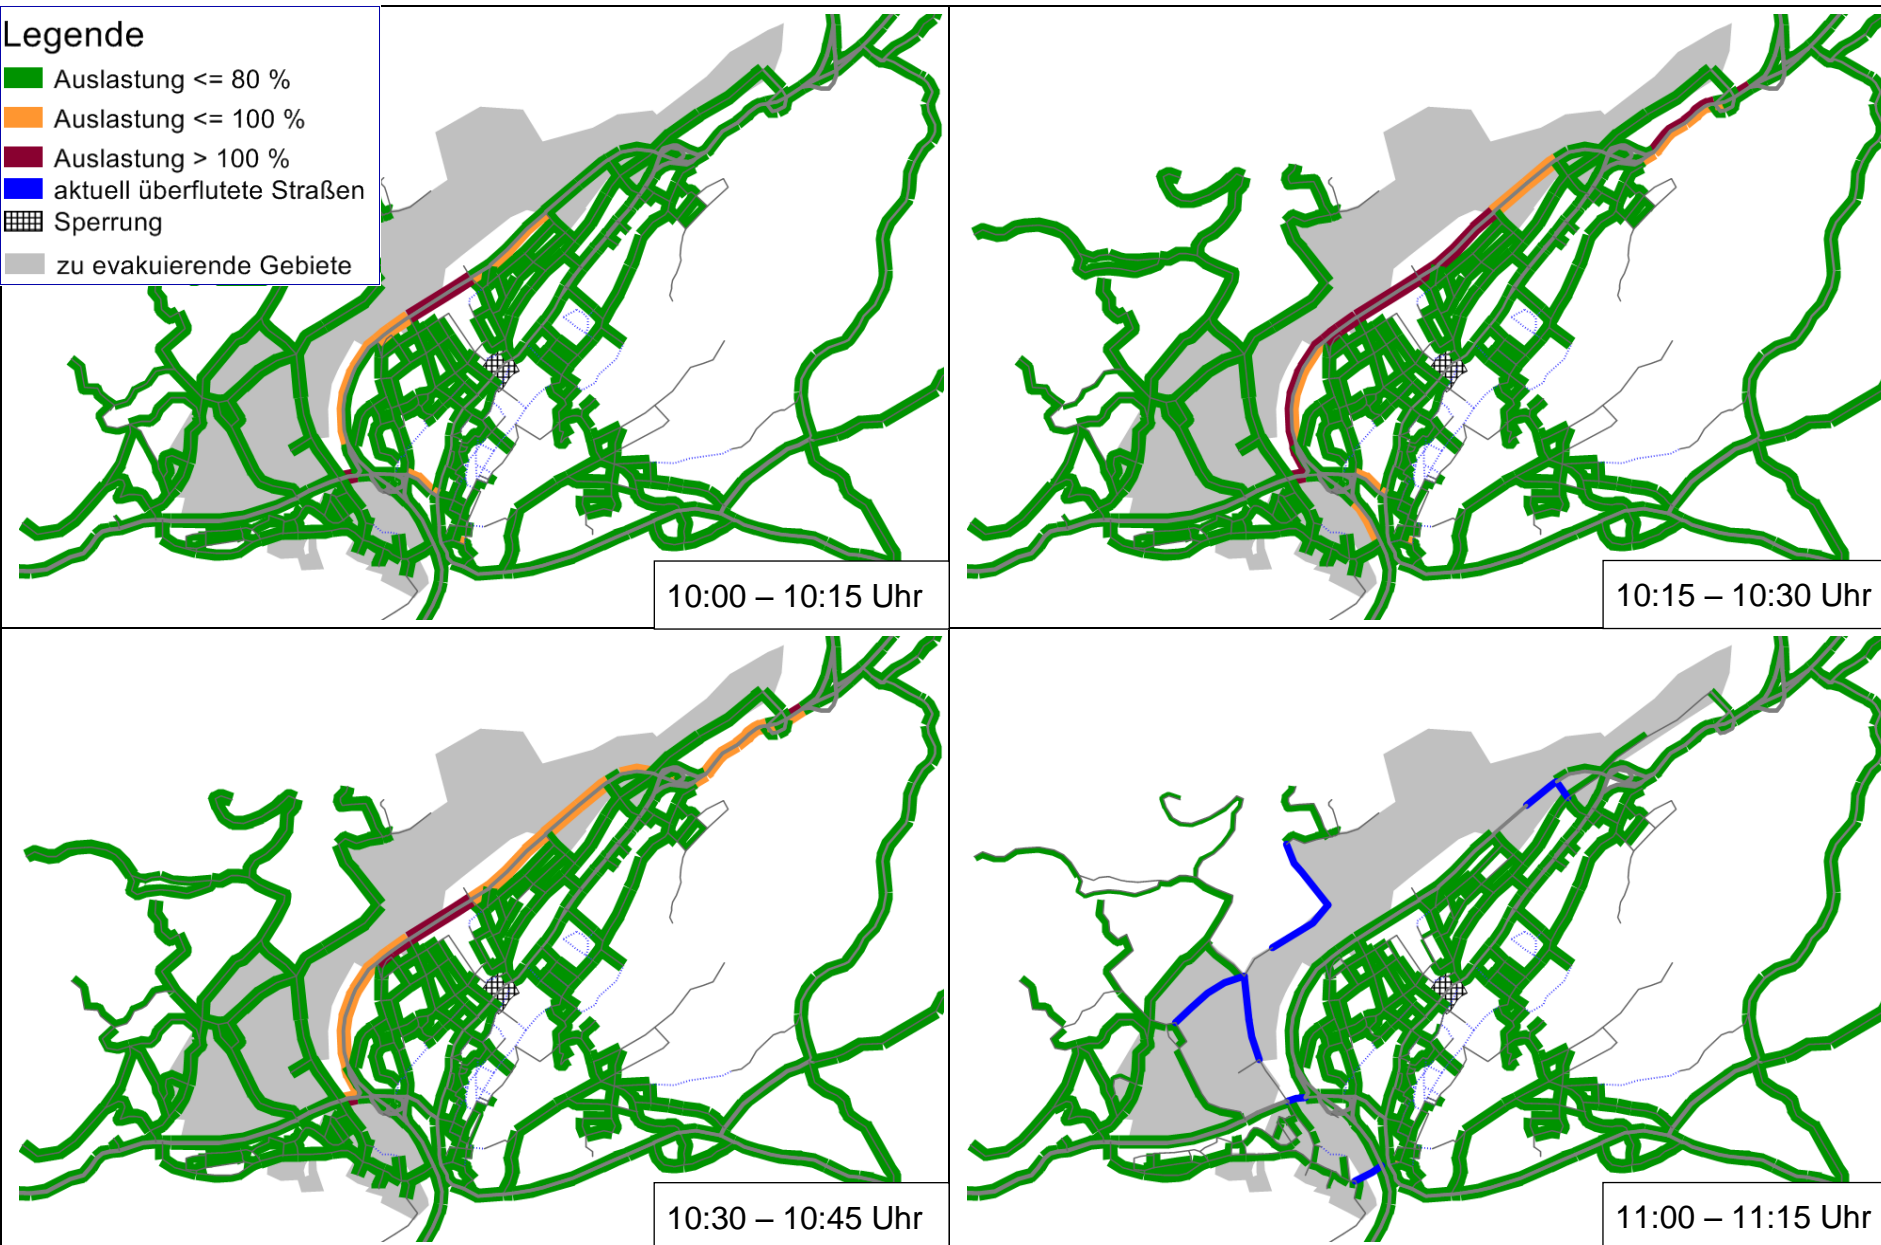 Legende
Auslastung <= 80 %
Auslastung <= 100 %
Auslastung > 100 %
aktuell überflutete Straßen
Sperrung
zu evakuierende Gebiete
10:00 – 10:15 Uhr
10:15 – 10:30 Uhr
10:30 – 10:45 Uhr
11:00 – 11:15 Uhr